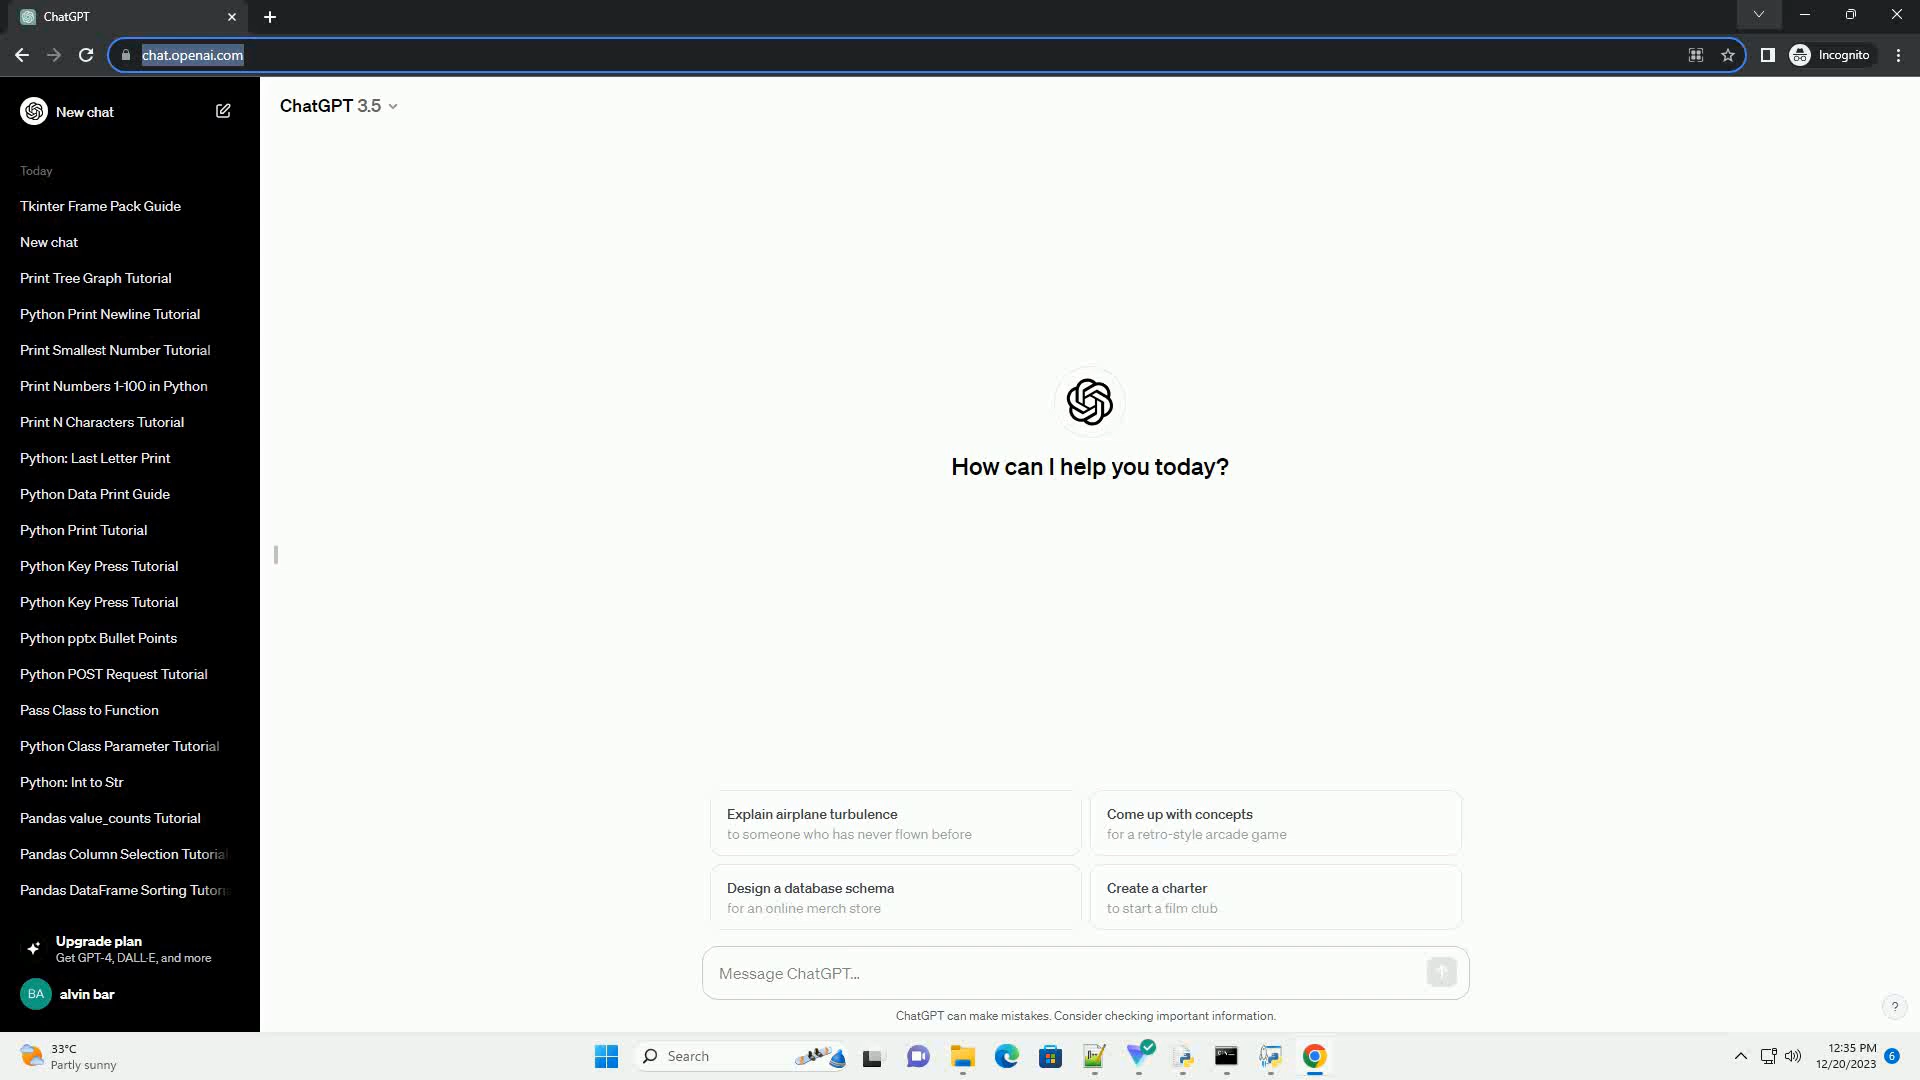 ChatGPT
chat.openai.com
Incognito
New chat
Today
Tkinter Frame Pack Guide
New chat
Print Tree Graph Tutorial
Python Print Newline Tutorial
Print Smallest Number Tutorial
Print Numbers 1-100 in Python
Print N Characters Tutorial
Python: Last Letter Print
Python Data Print Guide
Python Print Tutorial
Python Key Press Tutorial
Python Key Press Tutorial
Python pptx Bullet Points
Python POST Request Tutorial
Pass Class to Function
Python Class Parameter Tutorial
Python: Int to Str
Pandas value_counts Tutorial
Pandas Column Selection Tutorial
Pandas DataFrame Sorting Tutori
Upgrade plan
Get GPT-4, DALL·E, and more
BA
alvin bar
ChatGPT 3.5
How can I help you today?
Explain airplane turbulence
to someone who has never flown before
Come up with concepts
for a retro-style arcade game
Design a database schema
for an online merch store
Create a charter
to start a film club
Message ChatGPT...
ChatGPT can make mistakes. Consider checking important information.
?
33°C
Partly sunny
Search
12:35 PM
12/20/2023
6